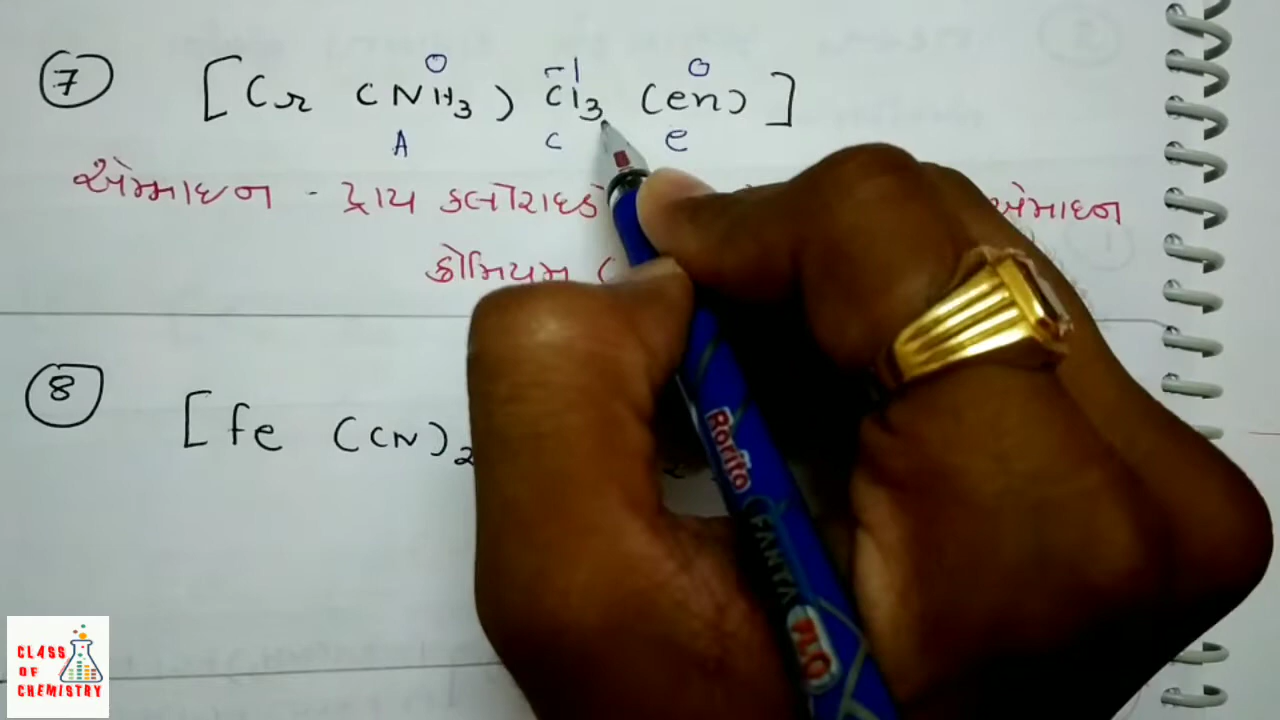 7
0 -1 0
[Cr (NH3) Cl3 (en)]
A C e
એમ્માઇન - ટ્રાય ક્લોરાઇડો એમાઇન
ક્રોમિયમ (
8
[fe (CN)2
Rorito FANTA FLO
CLASS
OF
CHEMISTRY